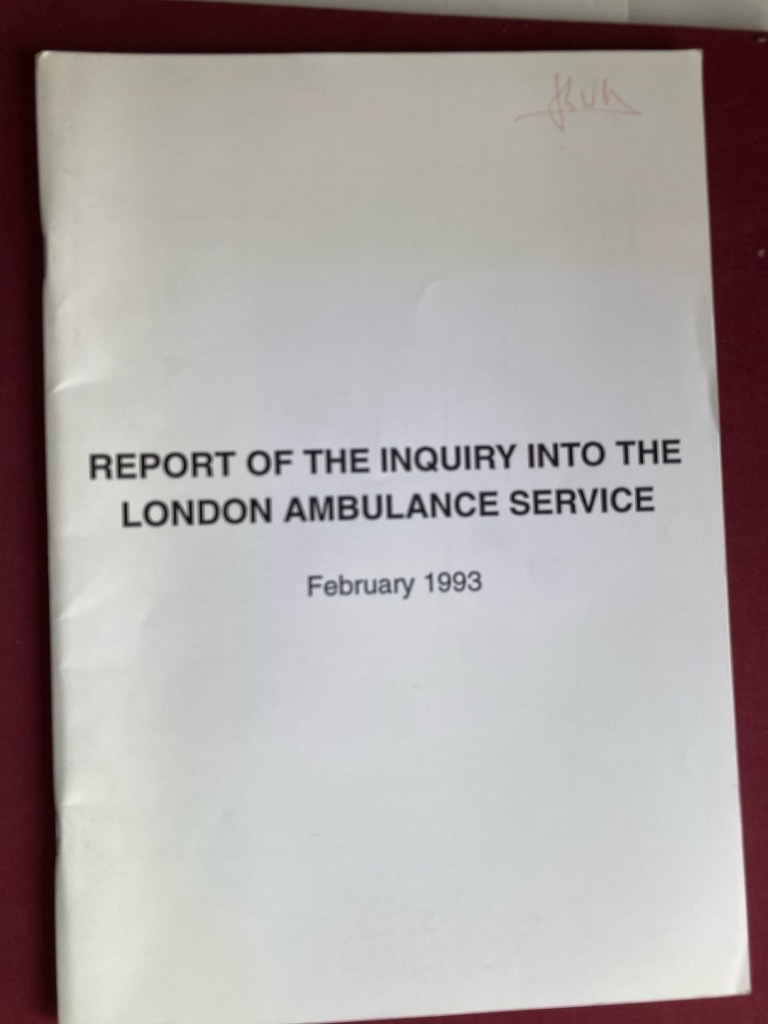 REPORT OF THE INQUIRY INTO THE
LONDON AMBULANCE SERVICE
February 1993